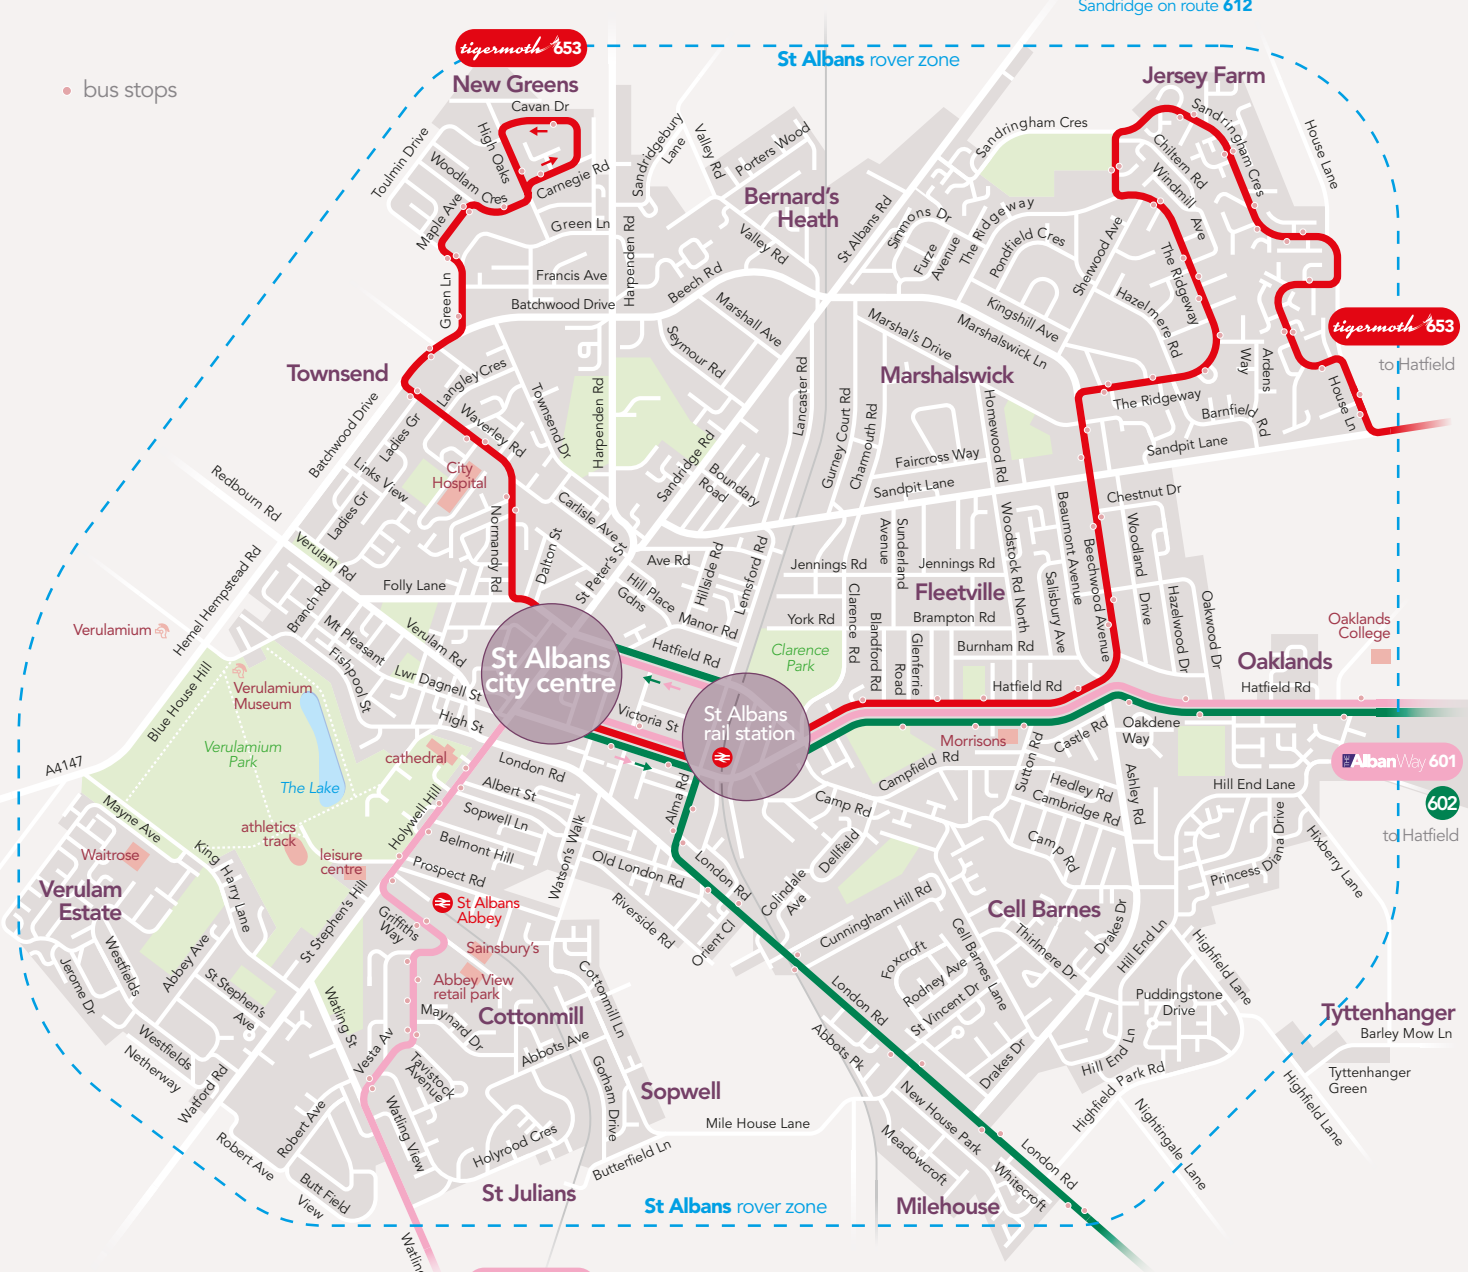 Sandridge on route 612
tigermoth 653
St Albans rover zone
bus stops
New Greens
Jersey Farm
Cavan Dr
High Oaks
Toulmin Drive
Woodlam Cres
Carnegie Rd
Sandridgebury
Lane
Valley Rd
Porters Wood
Sandringham Cres
Sandringham Cres
House Lane
Chiltern Rd
Windmill
Ave
Maple Ave
Green Ln
Harpenden Rd
Bernard's
Heath
Valley Rd
St Albans Rd
Simmons Dr
Furze
Avenue
The Ridgeway
Pondfield Cres
Sherwood Ave
The Ridgeway
Green Ln
Francis Ave
Batchwood Drive
Beech Rd
Marshall Ave
Seymour Rd
Hazelmere Rd
Kingshill Ave
Marshalswick Ln
Marshal's Drive
tigermoth 653
to Hatfield
Townsend
Langley Cres
Marshalswick
Way
Ardens
House Ln
Batchwood Drive
Ladies Gr
Waverley Rd
Townsend Dr
Harpenden Rd
Lancaster Rd
Gurney Court Rd
Charmouth Rd
Homewood Rd
The Ridgeway
Barnfield
Rd
Sandpit Lane
Links View
City
Hospital
Sandridge Rd
Boundary
Road
Faircross Way
Sandpit Lane
Redbourn Rd
Ladies Gr
Normandy Rd
Carlisle Ave
Chestnut Dr
Verulam Rd
Dalton St
St Peter's St
Ave Rd
Hillside Rd
Lemsford Rd
Jennings Rd
Sunderland
Avenue
Jennings Rd
Woodstock Rd North
Beaumont Avenue
Beechwood Avenue
Woodland
Drive
Hemel Hempstead Rd
Folly Lane
Hill Place
Gdns
Manor Rd
Fleetville
Salisbury Ave
Hazelwood Dr
Oakwood Dr
Branch Rd
Verulamium
Mt Pleasant
Verulam Rd
York Rd
Clarence Rd
Blandford Rd
Brampton Rd
Oaklands
College
Fishpool St
St Albans
city centre
Hatfield Rd
Clarence
Park
Glenferrie
Road
Burnham Rd
Oaklands
Blue House Hill
Verulamium
Museum
Lwr Dagnell St
High St
Hatfield Rd
Hatfield Rd
Victoria St
St Albans
rail station
Verulamium
Park
cathedral
Morrisons
Castle Rd
Oakdene
Way
A4147
The Lake
London Rd
Albert St
Alma Rd
Campfield Rd
Sutton Rd
THE Alban Way 601
Hill End Lane
Mayne Ave
Holywell Hill
Sopwell Ln
Camp Rd
Hedley Rd
Cambridge Rd
Ashley Rd
602
to Hatfield
athletics
track
Belmont Hill
Watson's Walk
Dellfield
Camp Rd
Princess Diana Drive
Hixberry Lane
Waitrose
King Harry Lane
leisure
centre
Prospect Rd
Old London Rd
London Rd
Colindale
Ave
Verulam
Estate
St Albans
Abbey
Cunningham Hill Rd
Cell Barnes
St Stephen's Hill
Griffiths
Way
Riverside Rd
Orient Cl
Cell Barnes Lane
Thirlmere Dr
Drakes Dr
Hill End Ln
Highfield Lane
Westfields
Abbey Ave
Sainsbury's
Foxcroft
Jerome Dr
St Stephen's
Ave
Abbey View
retail park
Cottonmill Ln
Rodney Ave
St Vincent Dr
London Rd
Puddingstone
Drive
Watling St
Cottonmill
Maynard Dr
Tyttenhanger
Barley Mow Ln
Westfields
Vesta Av
Abbots Ave
Abbots Pk
Drakes Dr
Hill End Ln
Netherway
Tavistock
Avenue
Gorham Drive
Highfield Park Rd
Tyttenhanger
Green
Watford Rd
Sopwell
New House Park
Highfield Lane
Robert Ave
Watling View
Mile House Lane
Nightingale Lane
Robert Ave
Holyrood Cres
Butterfield Ln
Meadowcroft
London Rd
Butt Field
View
St Julians
Whitecroft
St Albans rover zone
Milehouse